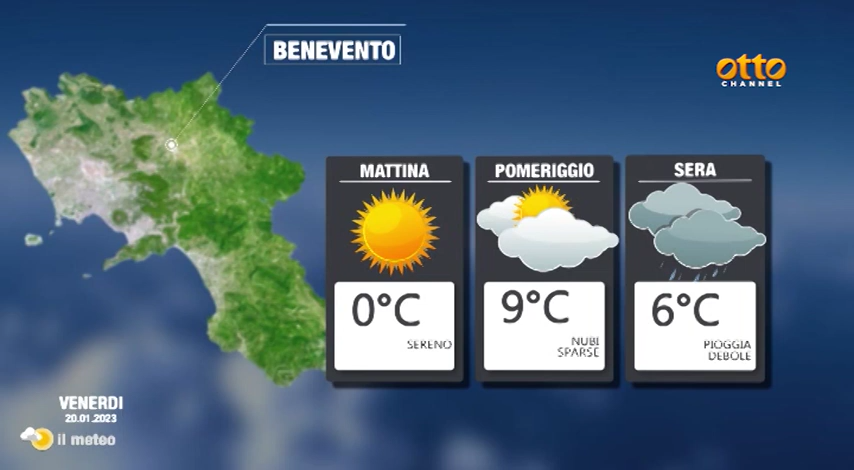 BENEVENTO
otto
CHANNEL
MATTINA
0°C
SERENO
POMERIGGIO
9°C
NUBI
SPARSE
SERA
6°C
PIOGGIA
DEBOLE
VENERDI
20.01.2023
il meteo